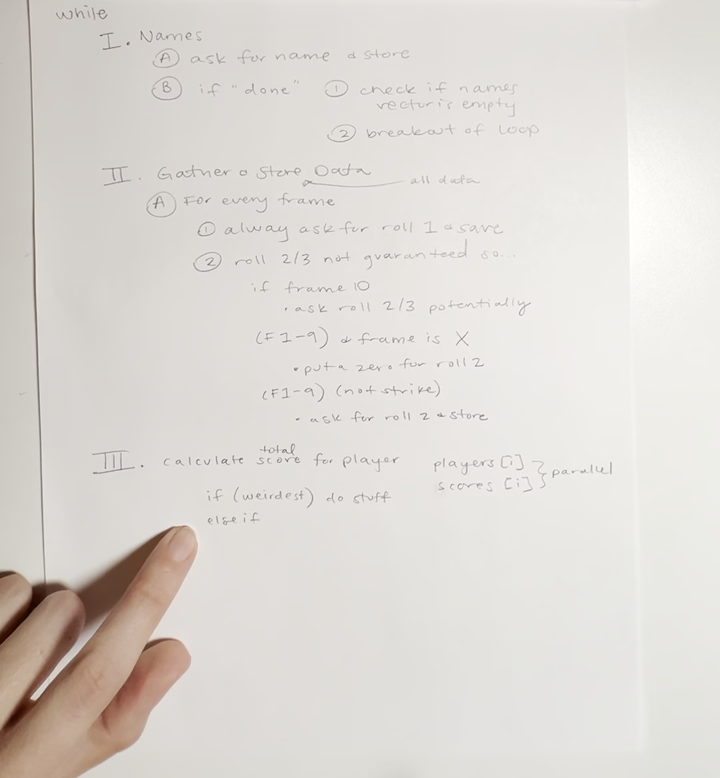 while
I. Names
A ask for name & store
B if "done" 1 check if names
vector is empty
2 breakout of loop
II. Gather & Store Data
all data
A For every frame
1 alway ask for roll 1 & save
2 roll 2/3 not guaranteed so...
if frame 10
• ask roll 2/3 potentially
(F1-9) & frame is X
• put a zero for roll 2
(F1-9) (not strike)
• ask for roll 2 & store
III. calculate total score for player players [i] } parallel
scores [i]
if (weirdest) do stuff
else if